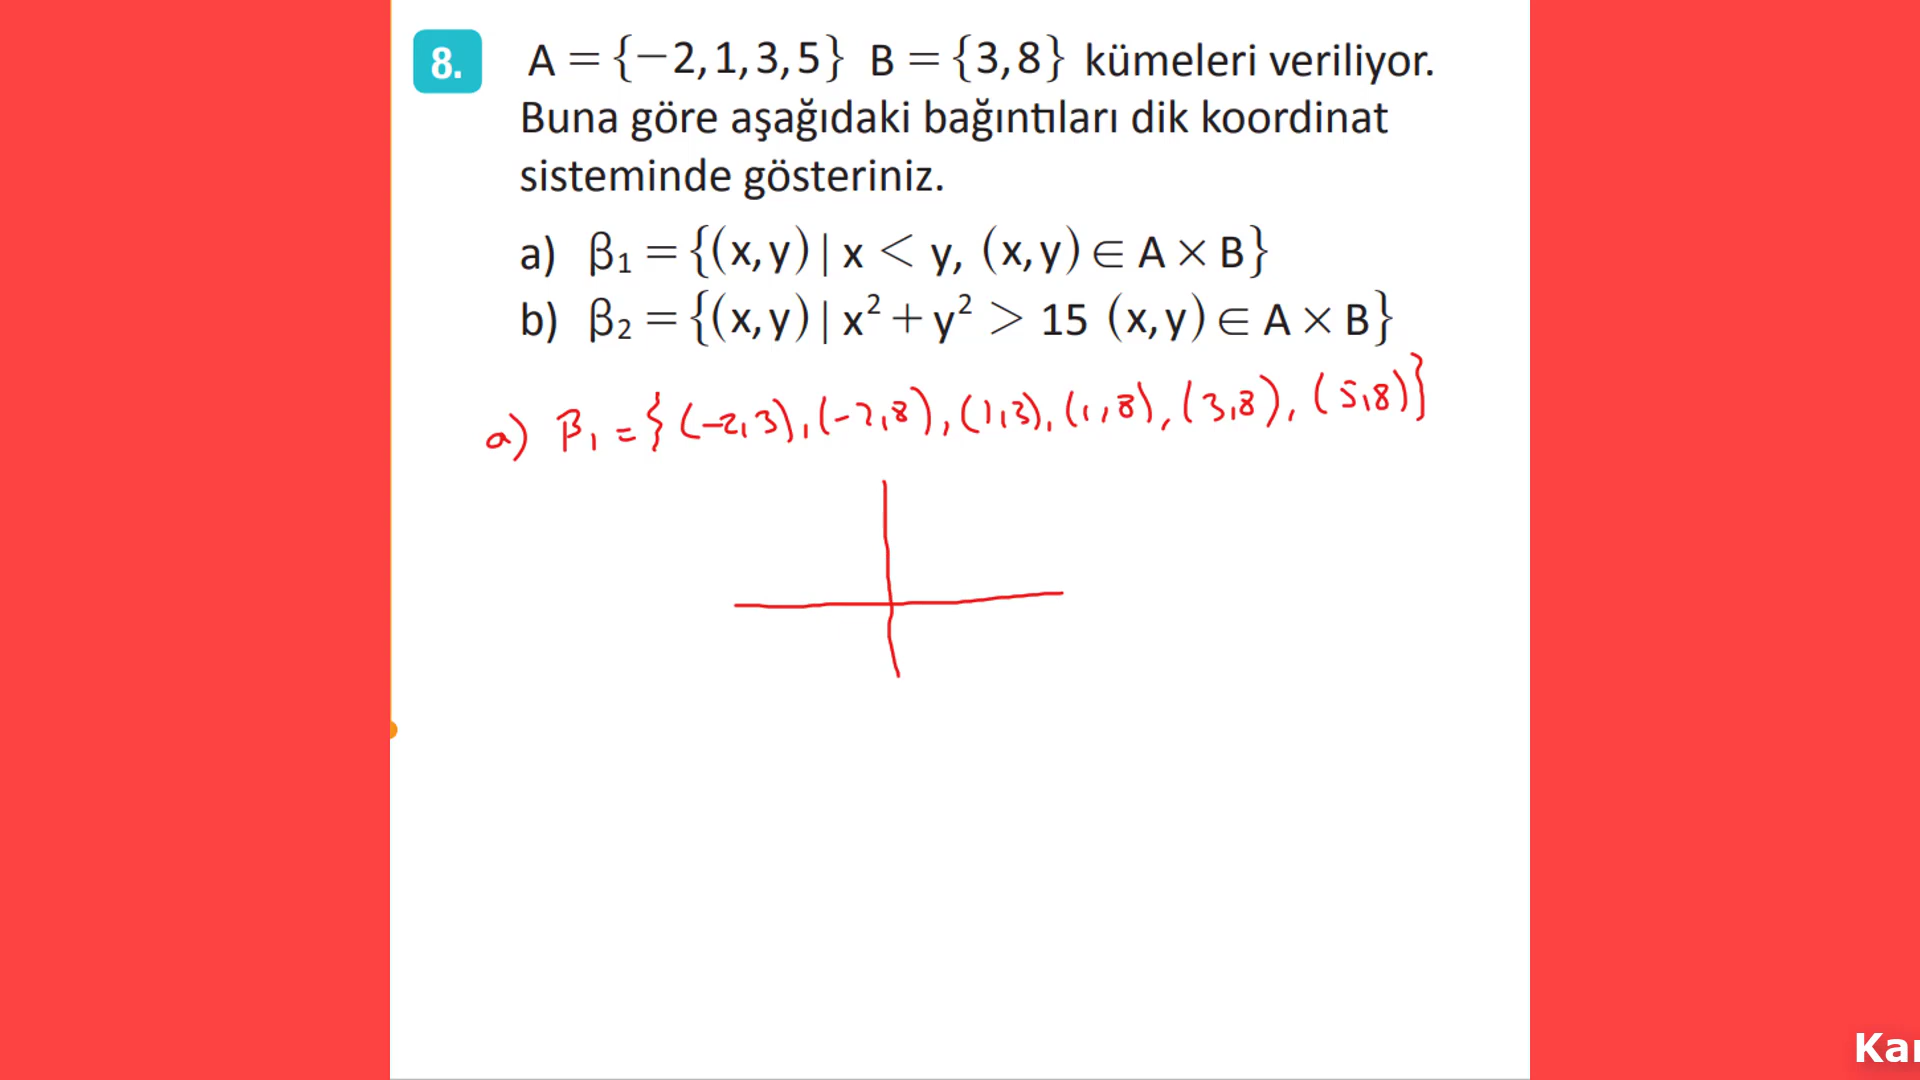 8. A = {−2, 1, 3, 5} B = {3, 8} kümeleri veriliyor.
Buna göre aşağıdaki bağıntıları dik koordinat
sisteminde gösteriniz.
a) β₁ = {(x, y) | x < y, (x, y) ∈ A × B}
b) β₂ = {(x, y) | x² + y² > 15 (x, y) ∈ A × B}
a) β₁ = {(-2,3), (-2,8), (1,3), (1,8), (3,8), (5,8)}
Kar